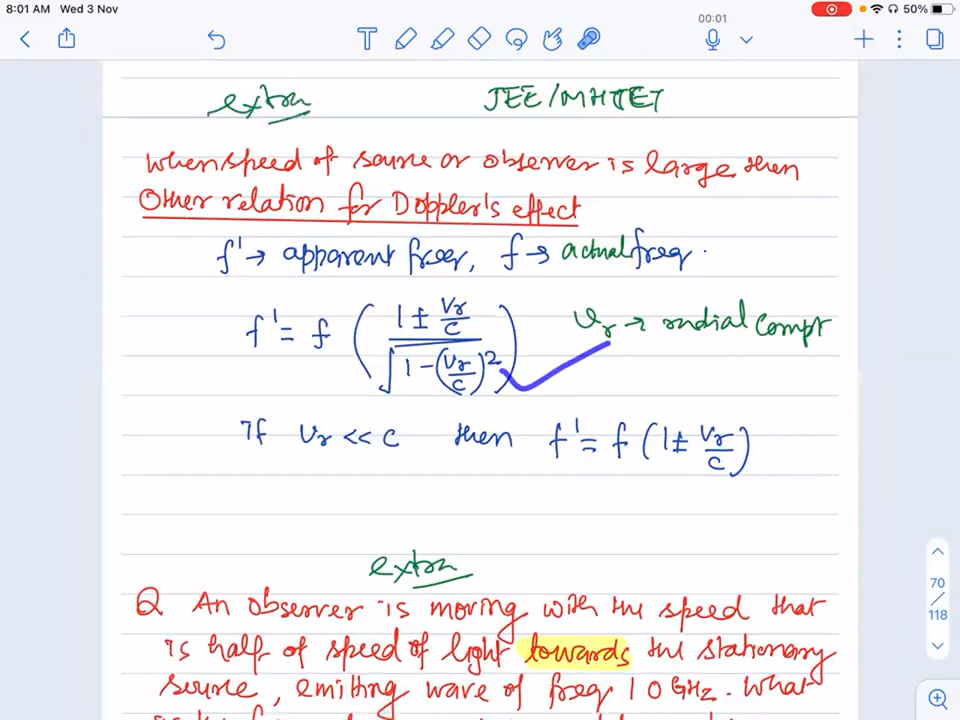 8:01 AM Wed 3 Nov
50%
00:01
extra JEE/MHTCET
When speed of source or observer is large then
Other relation for Doppler's effect
f' → apparent freq, f → actual freq.
f' = f ( (1 ± Vr/C) / √(1 - (Vr/C)²) ) Vr → radial compt
If Vr << C then f' = f (1 ± Vr/C)
extra
Q An observer is moving with the speed that
is half of speed of light towards the stationary
source, emitting wave of freq 10 GHz. What
70
/
118